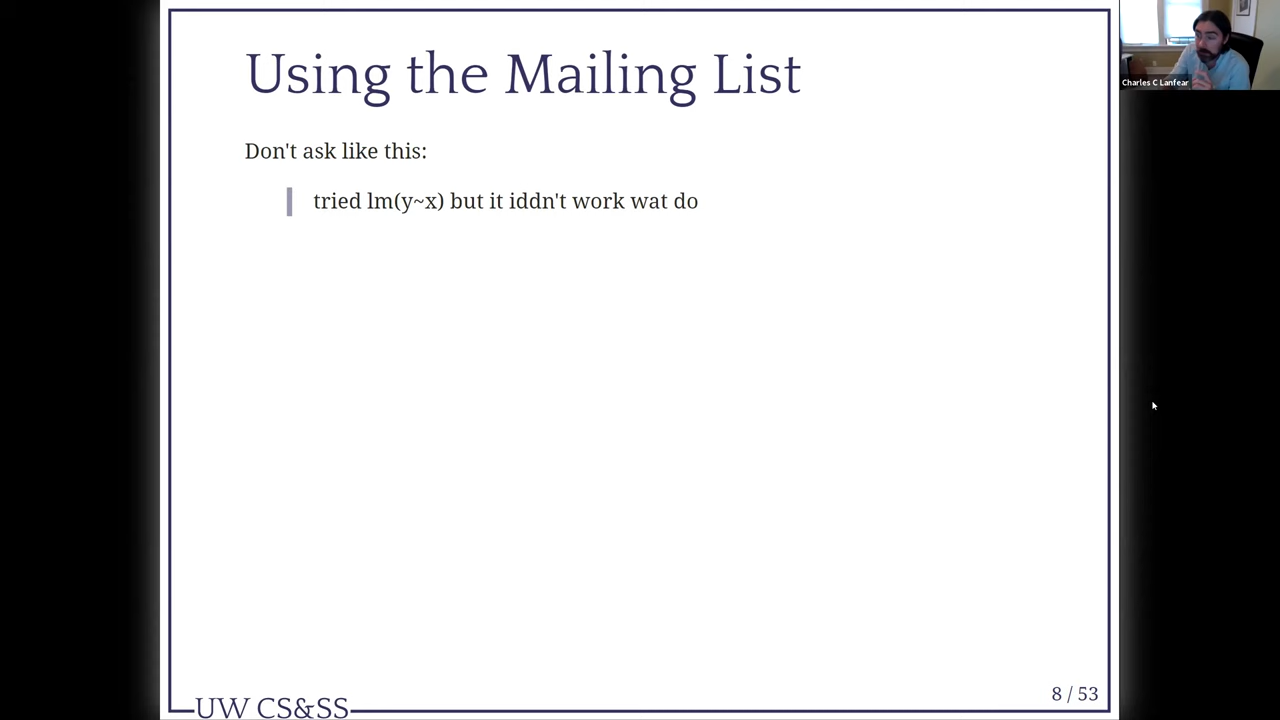 Using the Mailing List
Charles C Lanfear
Don't ask like this:
tried lm(y~x) but it iddn't work wat do
8 / 53
UW CS&SS